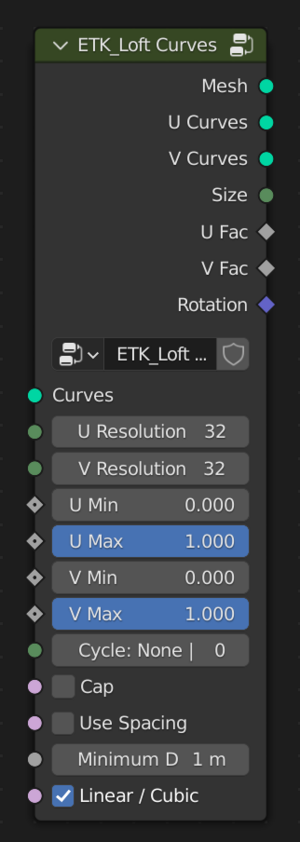 ETK_Loft Curves
Mesh
U Curves
V Curves
Size
U Fac
V Fac
Rotation
ETK_Loft ...
Curves
U Resolution 32
V Resolution 32
U Min 0.000
U Max 1.000
V Min 0.000
V Max 1.000
Cycle: None | 0
Cap
Use Spacing
Minimum D 1 m
Linear / Cubic